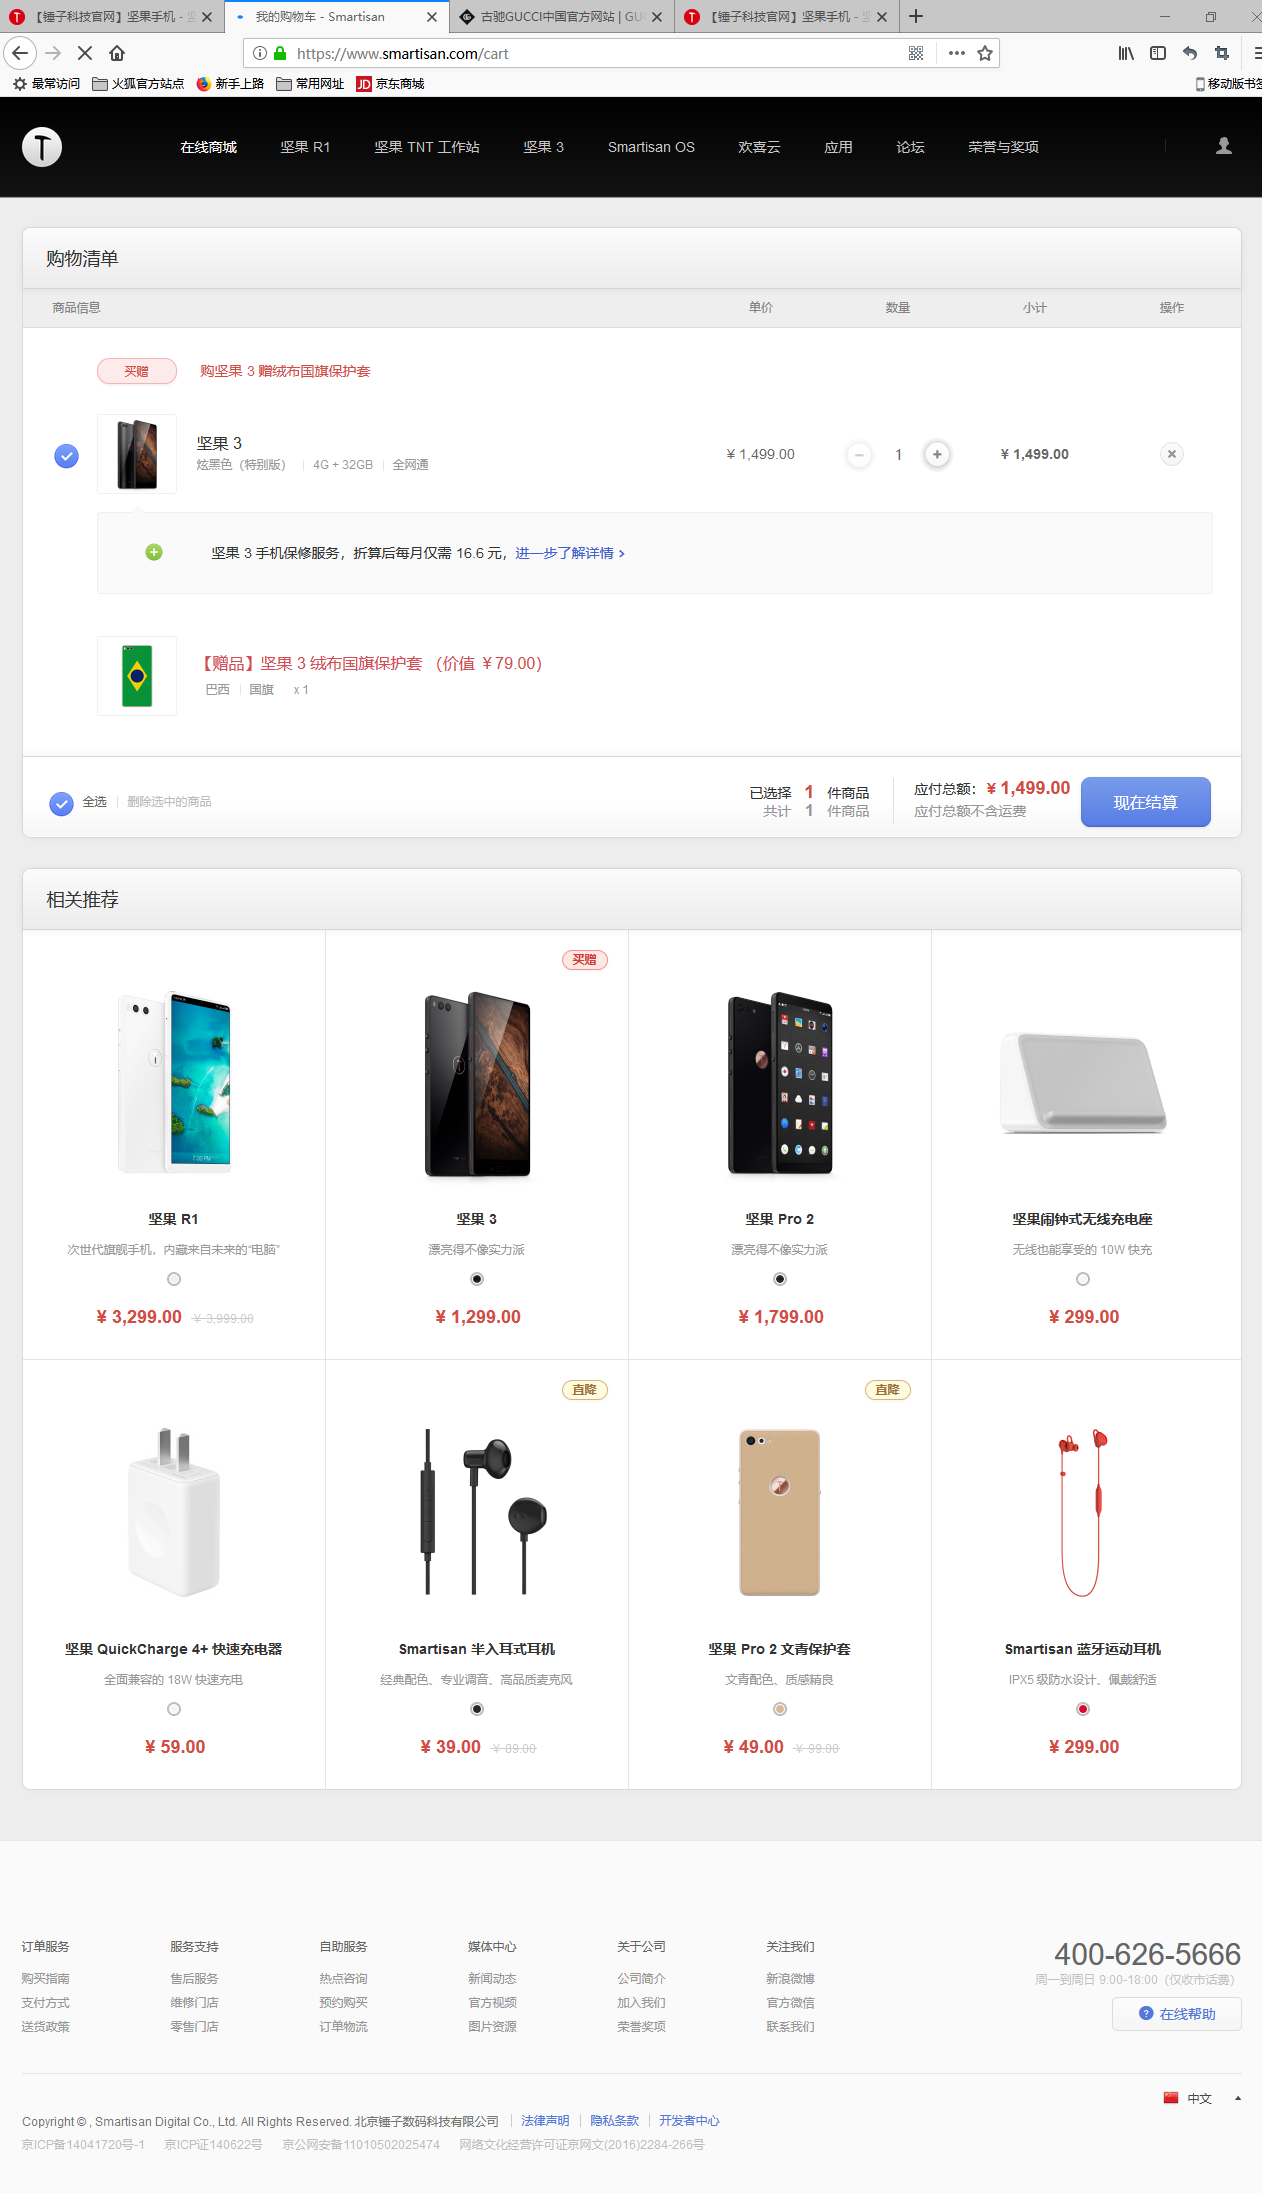 【锤子科技官网】坚果手机 - 坚
我的购物车 - Smartisan
古驰GUCCI中国官方网站 | GU
【锤子科技官网】坚果手机 - 坚
https://www.smartisan.com/cart
最常访问 火狐官方站点 新手上路 常用网址 JD 京东商城 移动版书签
在线商城 坚果 R1 坚果 TNT 工作站 坚果 3 Smartisan OS 欢喜云 应用 论坛 荣誉与奖项
购物清单
商品信息 单价 数量 小计 操作
买赠 购坚果 3 赠绒布国旗保护套
坚果 3
炫黑色（特别版） 4G + 32GB 全网通
¥ 1,499.00 1 ¥ 1,499.00
坚果 3 手机保修服务，折算后每月仅需 16.6 元，进一步了解详情 ›
【赠品】坚果 3 绒布国旗保护套 （价值 ￥79.00）
巴西 国旗 x 1
全选 删除选中的商品
已选择 1 件商品
共计 1 件商品
应付总额：¥ 1,499.00
应付总额不含运费
现在结算
相关推荐
买赠
坚果 R1
次世代旗舰手机，内藏来自未来的“电脑”
¥ 3,299.00 ¥ 3,999.00
坚果 3
漂亮得不像实力派
¥ 1,299.00
坚果 Pro 2
漂亮得不像实力派
¥ 1,799.00
坚果闹钟式无线充电座
无线也能享受的 10W 快充
¥ 299.00
直降
直降
坚果 QuickCharge 4+ 快速充电器
全面兼容的 18W 快速充电
¥ 59.00
Smartisan 半入耳式耳机
经典配色、专业调音、高品质麦克风
¥ 39.00 ¥ 89.00
坚果 Pro 2 文青保护套
文青配色、质感精良
¥ 49.00 ¥ 99.00
Smartisan 蓝牙运动耳机
IPX5 级防水设计、佩戴舒适
¥ 299.00
订单服务 服务支持 自助服务 媒体中心 关于公司 关注我们
购买指南 售后服务 热点咨询 新闻动态 公司简介 新浪微博
支付方式 维修门店 预约购买 官方视频 加入我们 官方微信
送货政策 零售门店 订单物流 图片资源 荣誉奖项 联系我们
400-626-5666
周一到周日 9:00-18:00（仅收市话费）
在线帮助
中文
Copyright © , Smartisan Digital Co., Ltd. All Rights Reserved. 北京锤子数码科技有限公司 法律声明 隐私条款 开发者中心
京ICP备14041720号-1 京ICP证140622号 京公网安备11010502025474 网络文化经营许可证京网文(2016)2284-266号